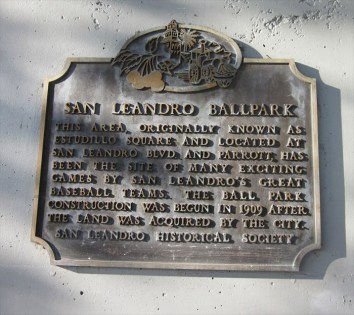 SAN LEANDRO BALLPARK
THIS AREA, ORIGINALLY KNOWN AS
ESTUDILLO SQUARE AND LOCATED AT
SAN LEANDRO BLVD AND PARROTT, HAS
BEEN THE SITE OF MANY EXCITING
GAMES BY SAN LEANDRO'S GREAT
BASEBALL TEAMS. THE BALL PARK
CONSTRUCTION WAS BEGUN IN 1909 AFTER
THE LAND WAS ACQUIRED BY THE CITY.
SAN LEANDRO HISTORICAL SOCIETY